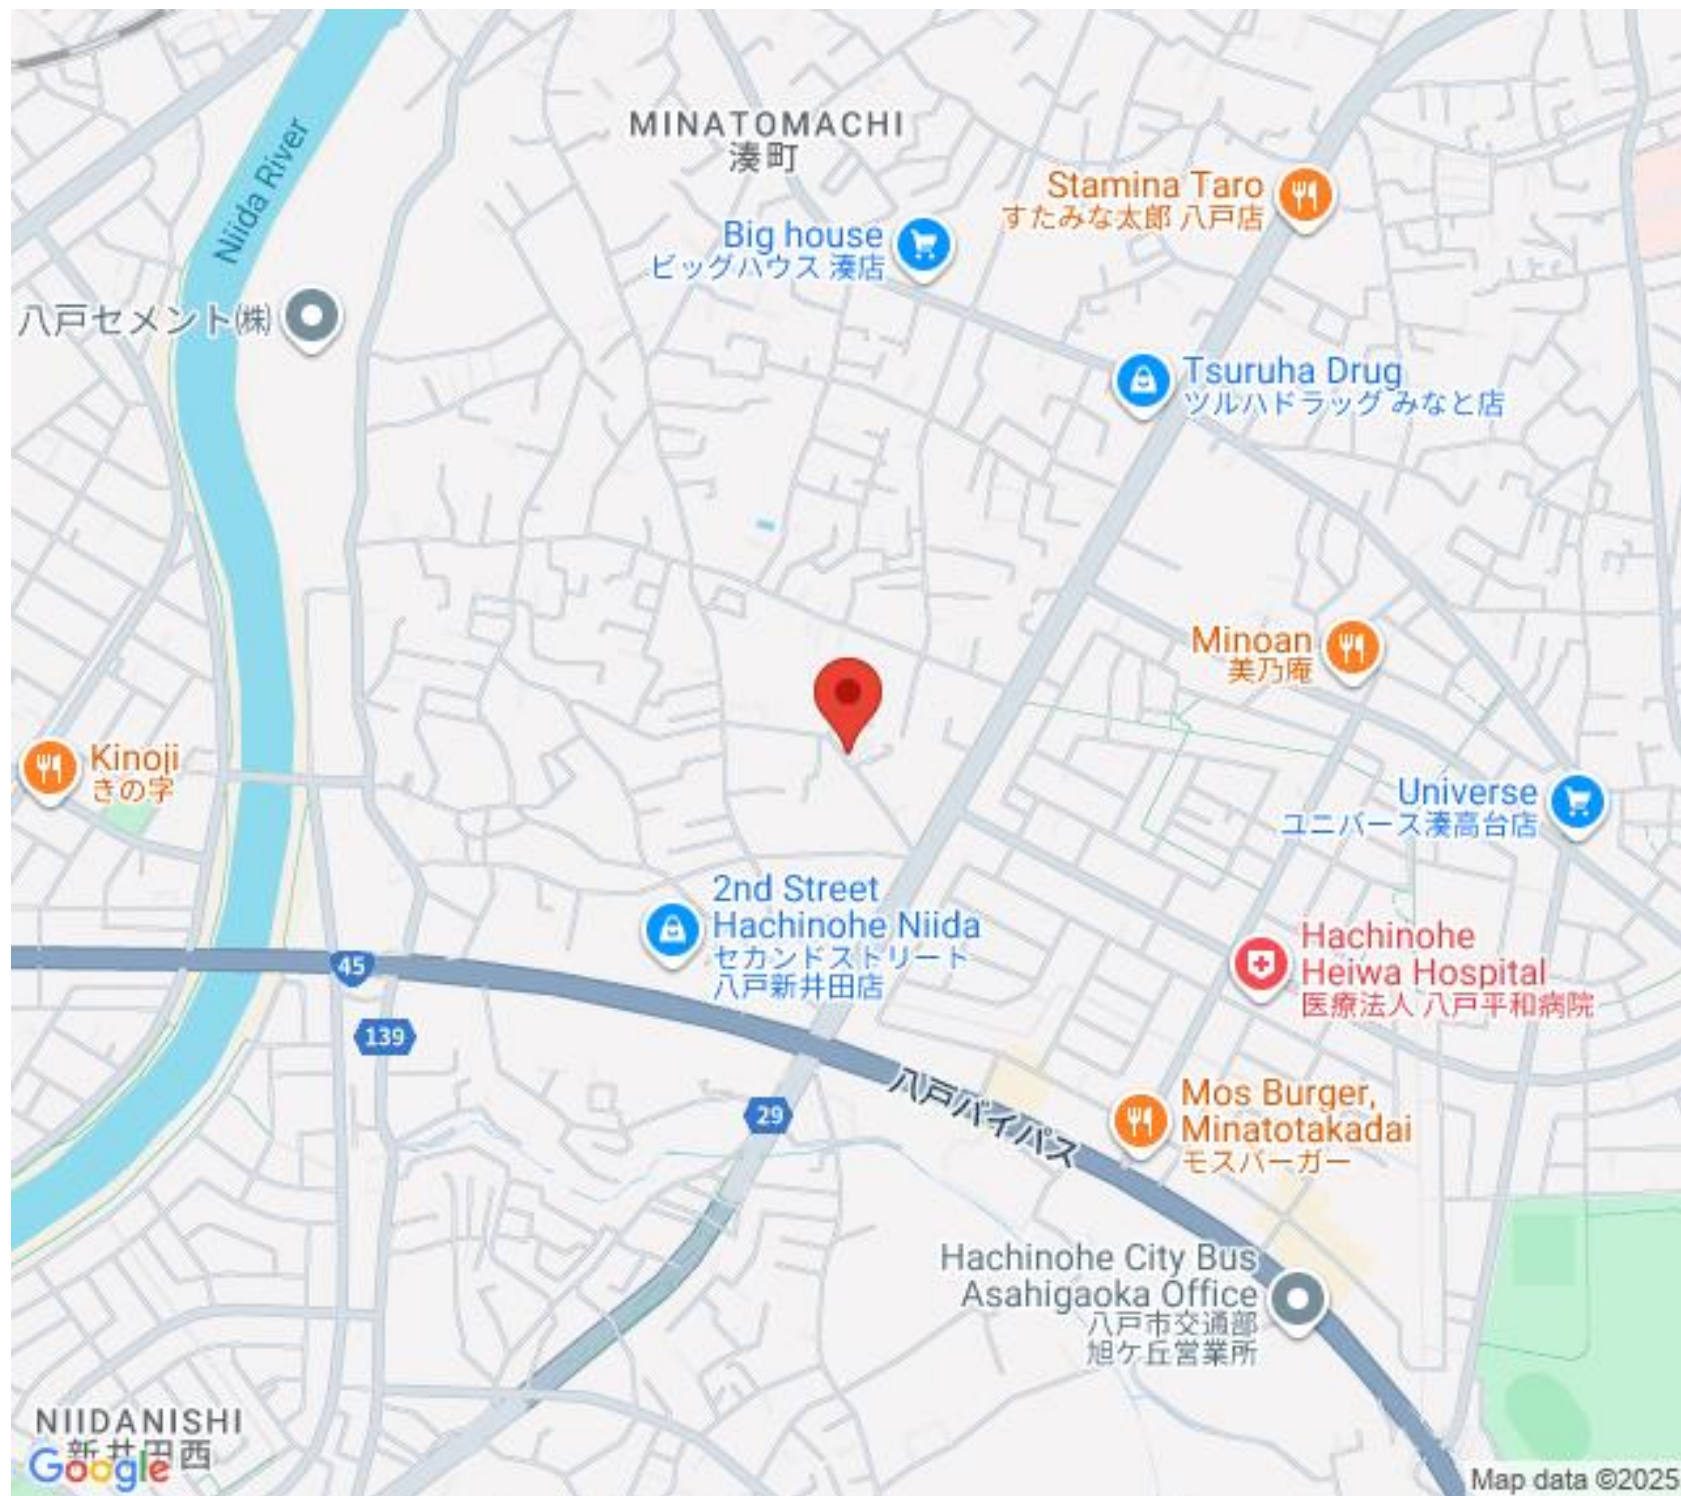 MINATOMACHI
湊町
Niida River
Stamina Taro
すたみな太郎 八戸店
Big house
ビッグハウス 湊店
八戸セメント㈱
Tsuruha Drug
ツルハドラッグ みなと店
Minoan
美乃庵
Kinoji
きの字
Universe
ユニバース湊高台店
2nd Street
Hachinohe Niida
セカンドストリート
八戸新井田店
Hachinohe
Heiwa Hospital
医療法人 八戸平和病院
45
139
29
八戸バイパス
Mos Burger,
Minatotakadai
モスバーガー
Hachinohe City Bus
Asahigaoka Office
八戸市交通部
旭ケ丘営業所
NIIDANISHI
新井田西
Google
Map data ©2025